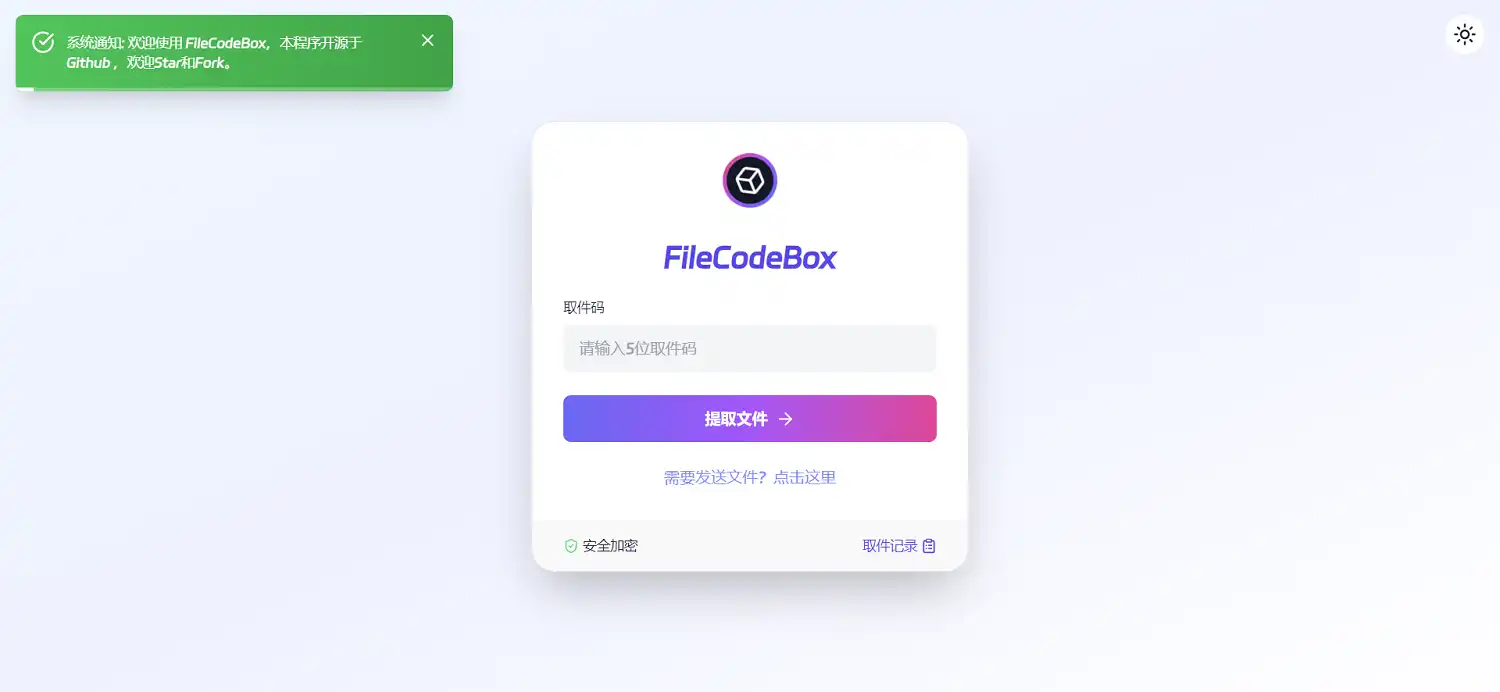 系统通知: 欢迎使用 FileCodeBox，本程序开源于
Github ，欢迎Star和Fork。
FileCodeBox
取件码
请输入5位取件码
提取文件
需要发送文件？点击这里
安全加密
取件记录